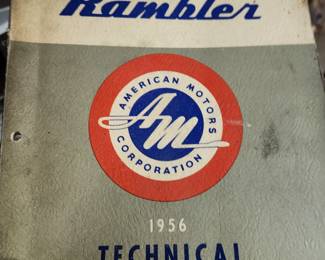 Rambler
AMERICAN MOTORS
AM
CORPORATION
1956
TECHNICAL